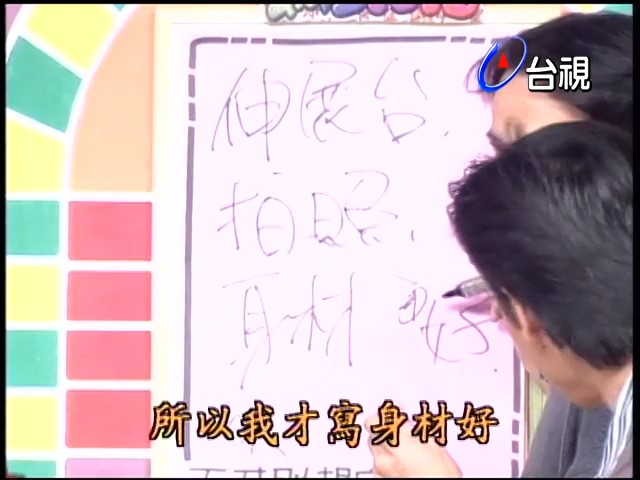 台視
伸展台.
拍照.
身材 好.
所以我才寫身材好